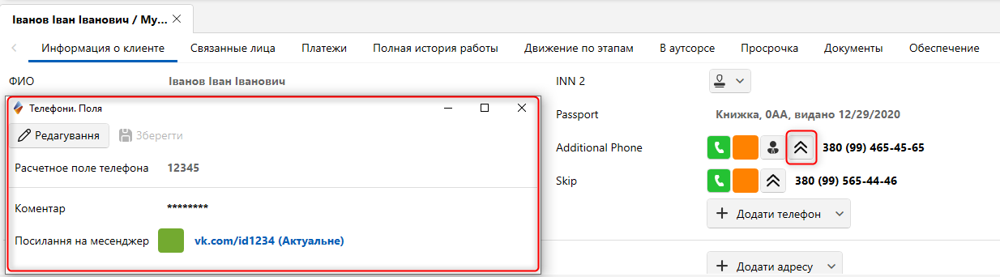 Іванов Іван Іванович / Му...
Информация о клиенте Связанные лица Платежи Полная история работы Движение по этапам В аутсорсе Просрочка Документы Обеспечение
ФИО Іванов Іван Іванович
Телефони. Поля
Редагування Зберегти
Расчетное поле телефона 12345
Коментар ********
Посилання на месенджер vk.com/id1234 (Актуальне)
INN 2
Passport Книжка, 0АА, видано 12/29/2020
Additional Phone 380 (99) 465-45-65
Skip 380 (99) 565-44-46
Додати телефон
Додати адресу